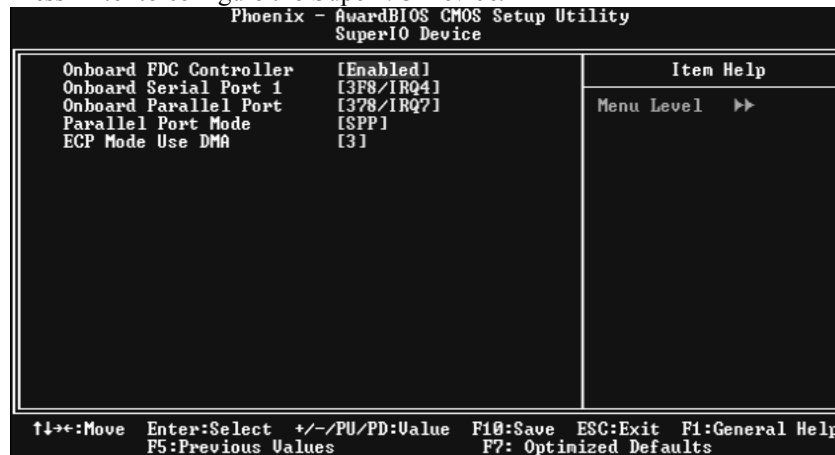 Phoenix - AwardBIOS CMOS Setup Utility
SuperIO Device
Onboard FDC Controller [Enabled]
Onboard Serial Port 1 [3F8/IRQ4]
Onboard Parallel Port [378/IRQ7]
Parallel Port Mode [SPP]
ECP Mode Use DMA [3]
Item Help
Menu Level ▸▸
↑↓→←:Move Enter:Select +/-/PU/PD:Value F10:Save ESC:Exit F1:General Help
F5:Previous Values F7: Optimized Defaults